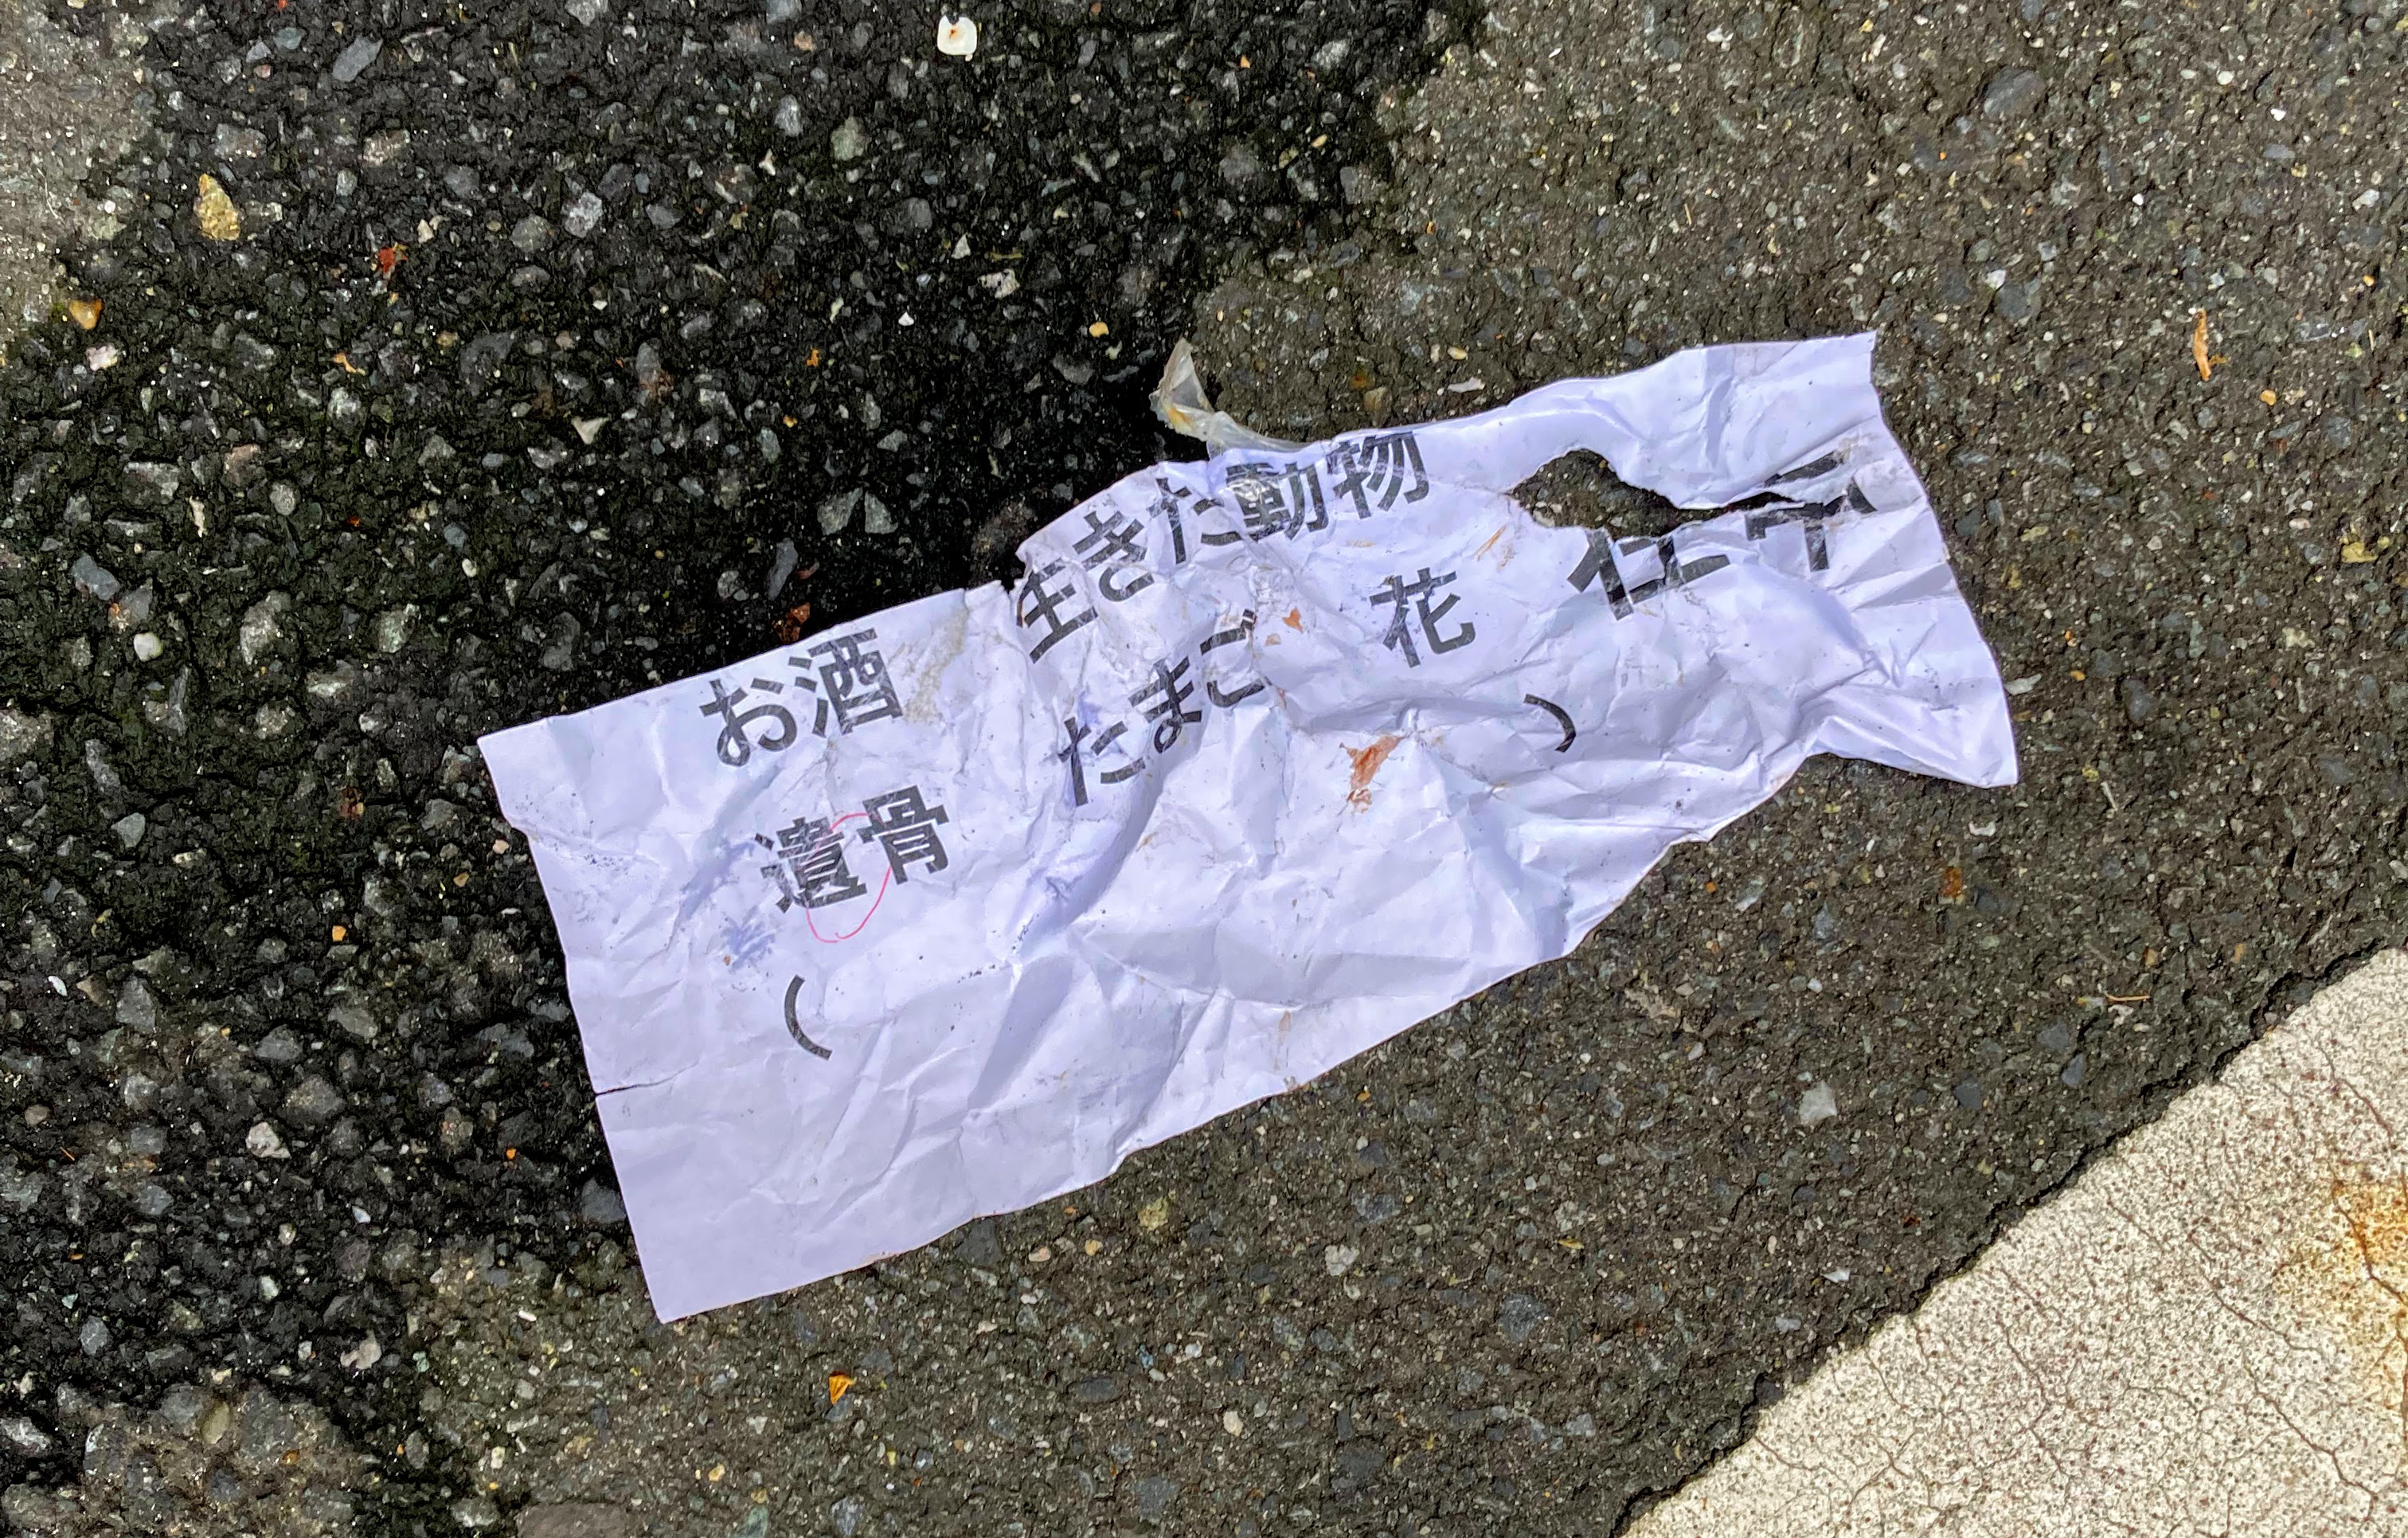 お酒 生きた動物
遺骨 たまご 花
( )